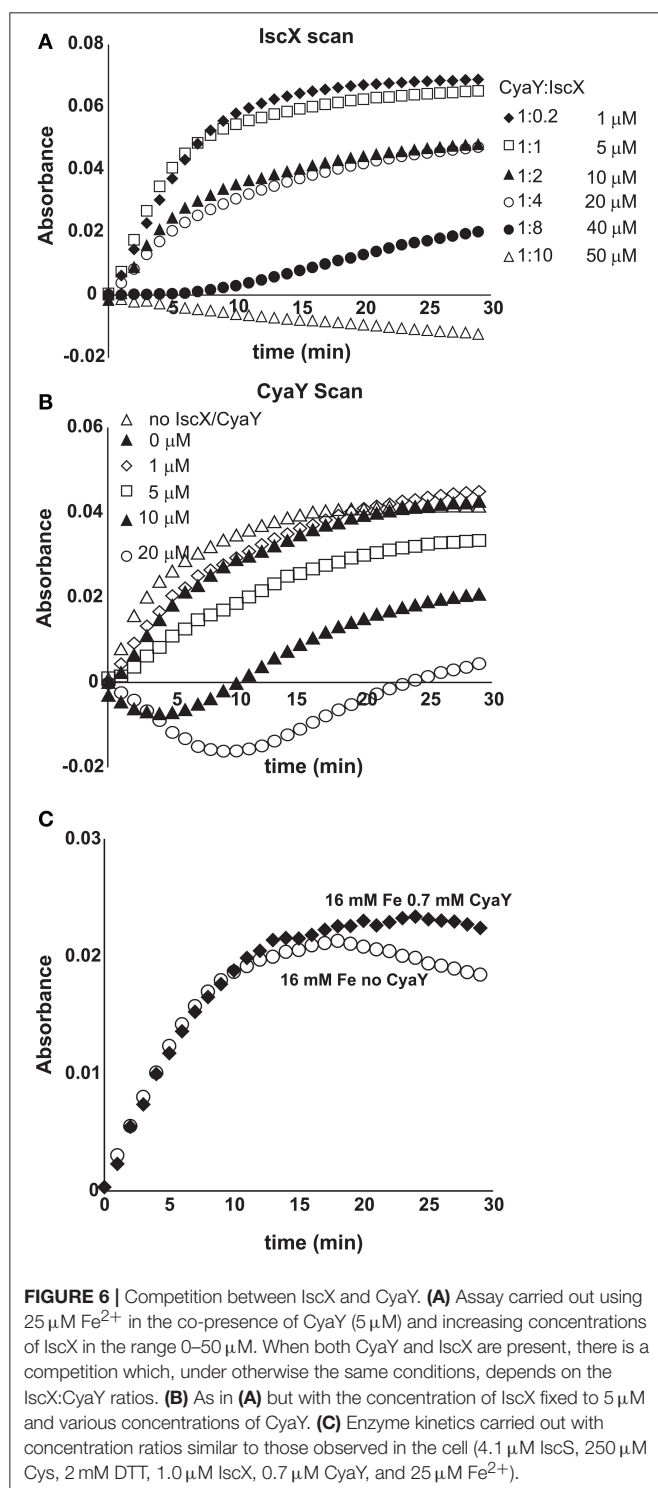 A
IscX scan
0.08
0.06
0.04
0.02
0
-0.02
Absorbance
5
10
15
20
25
30
time (min)
CyaY:IscX
1:0.2 1 µM
1:1 5 µM
1:2 10 µM
1:4 20 µM
1:8 40 µM
1:10 50 µM
B
CyaY Scan
0.06
0.04
0.02
0
-0.02
Absorbance
no IscX/CyaY
0 µM
1 µM
5 µM
10 µM
20 µM
5
10
15
20
25
30
time (min)
C
0.03
0.02
0.01
0
Absorbance
16 mM Fe 0.7 mM CyaY
16 mM Fe no CyaY
0
5
10
15
20
25
30
time (min)
FIGURE 6 | Competition between IscX and CyaY. (A) Assay carried out using
25 µM Fe2+ in the co-presence of CyaY (5 µM) and increasing concentrations
of IscX in the range 0–50 µM. When both CyaY and IscX are present, there is a
competition which, under otherwise the same conditions, depends on the
IscX:CyaY ratios. (B) As in (A) but with the concentration of IscX fixed to 5 µM
and various concentrations of CyaY. (C) Enzyme kinetics carried out with
concentration ratios similar to those observed in the cell (4.1 µM IscS, 250 µM
Cys, 2 mM DTT, 1.0 µM IscX, 0.7 µM CyaY, and 25 µM Fe2+).